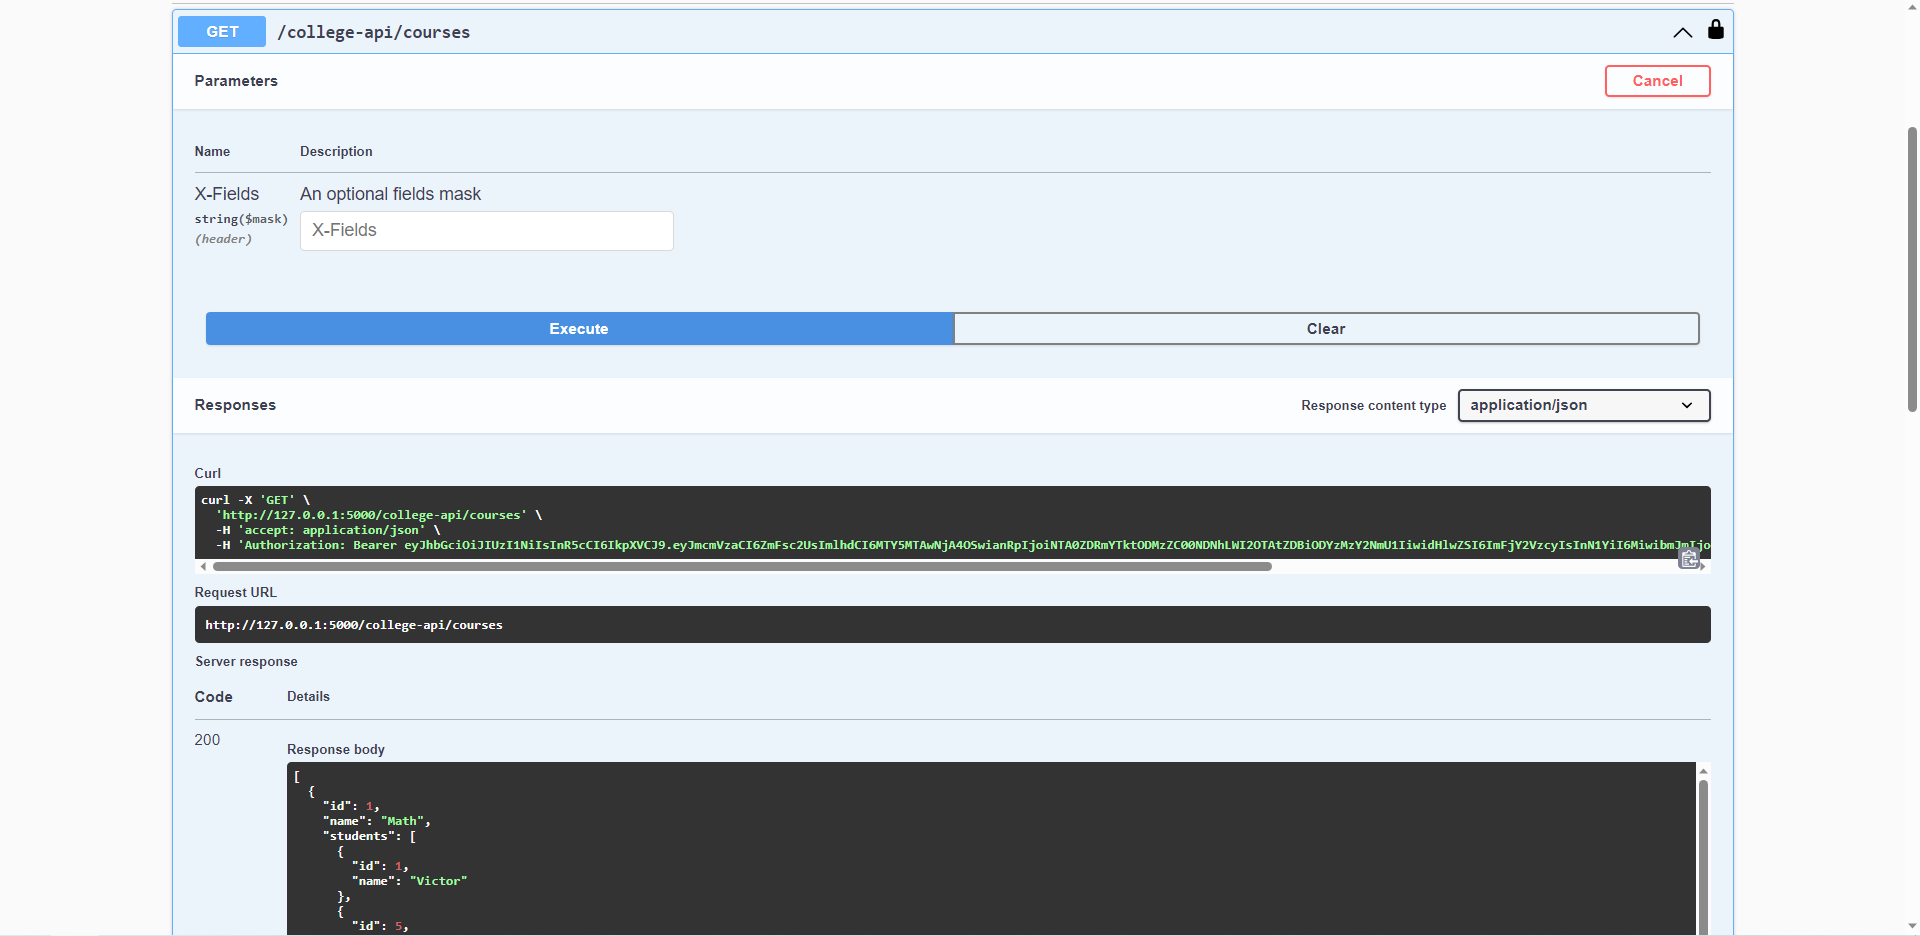 GET /college-api/courses
Parameters
Cancel
Name Description
X-Fields An optional fields mask
string($mask)
(header)
X-Fields
Execute Clear
Responses Response content type application/json
Curl
curl -X 'GET' \
'http://127.0.0.1:5000/college-api/courses' \
-H 'accept: application/json' \
-H 'Authorization: Bearer eyJhbGciOiJIUzI1NiIsInR5cCI6IkpXVCJ9.eyJmcmVzaCI6ZmFsc2UsImlhdCI6MTY5MTAwNjA4OSwianRpIjoiNTA0ZDRmYTktODMzZC00NDNhLWI2OTAtZDBiODYzMzY2NmU1IiwidHlwZSI6ImFjY2VzcyIsInN1YiI6MiwibmJmIjo
Request URL
http://127.0.0.1:5000/college-api/courses
Server response
Code Details
200
Response body
[
{
"id": 1,
"name": "Math",
"students": [
{
"id": 1,
"name": "Victor"
},
{
"id": 5,